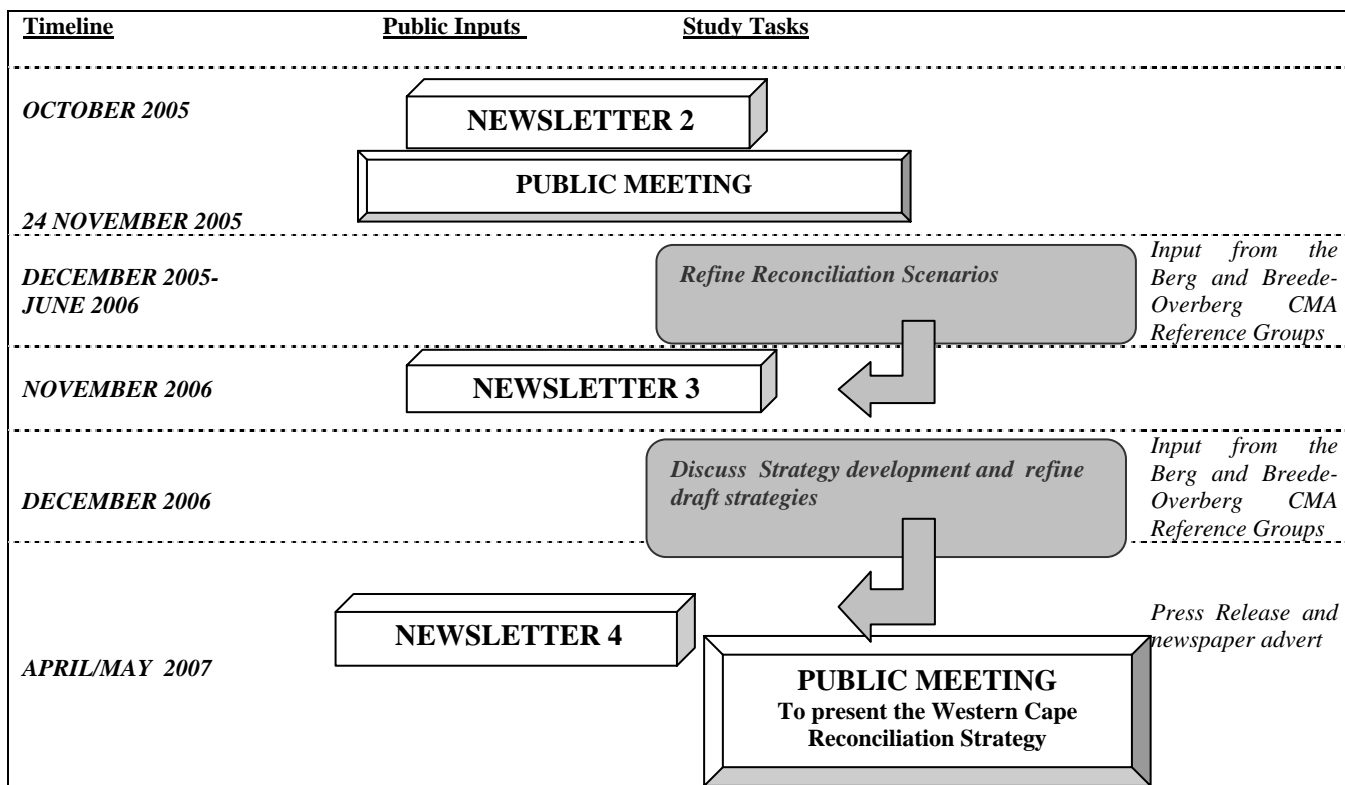 Timeline Public Inputs Study Tasks
OCTOBER 2005
NEWSLETTER 2
PUBLIC MEETING
24 NOVEMBER 2005
DECEMBER 2005-
JUNE 2006
Refine Reconciliation Scenarios
Input from the
Berg and Breede-
Overberg CMA
Reference Groups
NOVEMBER 2006
NEWSLETTER 3
DECEMBER 2006
Discuss Strategy development and refine
draft strategies
Input from the
Berg and Breede-
Overberg CMA
Reference Groups
APRIL/MAY 2007
NEWSLETTER 4
Press Release and
newspaper advert
PUBLIC MEETING
To present the Western Cape
Reconciliation Strategy